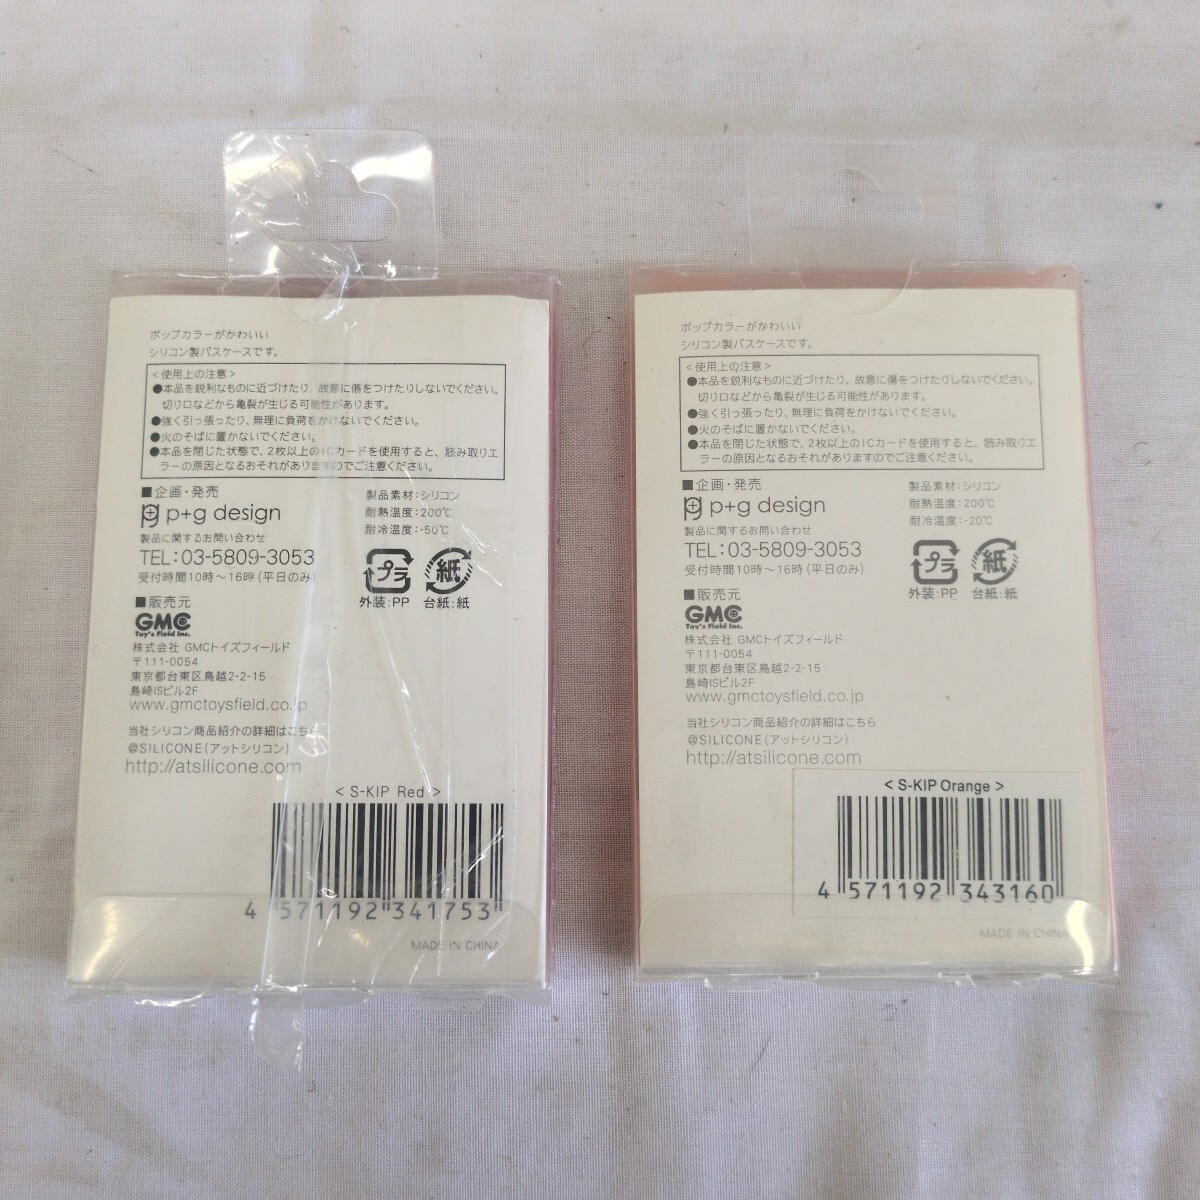 ポップカラーがかわいい
シリコン製パスケースです。
<使用上の注意>
●本品を鋭利なものに近づけたり、故意に傷をつけたりしないでください。
切り口などから亀裂が生じる可能性があります。
●強く引っ張ったり、無理に負荷をかけないでください。
●火のそばに置かないでください。
●本品を閉じた状態で、2枚以上のICカードを使用すると、読み取りエ
ラーの原因となるおそれがありますのでご注意ください。
■企画・発売
p+g design
製品に関するお問い合わせ
TEL:03-5809-3053
受付時間10時～16時(平日のみ)
製品素材:シリコン
耐熱温度:200℃
耐冷温度:-50℃
プラ
外装:PP
紙
台紙:紙
■販売元
GMC
Toy's Field Inc.
株式会社 GMCトイズフィールド
〒111-0054
東京都台東区鳥越2-2-15
島崎ISビル2F
www.gmctoysfield.co.jp
当社シリコン商品紹介の詳細はこちら
@SILICONE(アットシリコン)
http://atsilicone.com
< S-KIP Red >
4 571192 341753
MADE IN CHINA
ポップカラーがかわいい
シリコン製パスケースです。
<使用上の注意>
●本品を鋭利なものに近づけたり、故意に傷をつけたりしないでください。
切り口などから亀裂が生じる可能性があります。
●強く引っ張ったり、無理に負荷をかけないでください。
●火のそばに置かないでください。
●本品を閉じた状態で、2枚以上のICカードを使用すると、読み取りエ
ラーの原因となるおそれがありますのでご注意ください。
■企画・発売
p+g design
製品に関するお問い合わせ
TEL:03-5809-3053
受付時間10時～16時(平日のみ)
製品素材:シリコン
耐熱温度:200℃
耐冷温度:-20℃
プラ
外装:PP
紙
台紙:紙
■販売元
GMC
Toy's Field Inc.
株式会社 GMCトイズフィールド
〒111-0054
東京都台東区鳥越2-2-15
島崎ISビル2F
www.gmctoysfield.co.jp
当社シリコン商品紹介の詳細はこちら
@SILICONE(アットシリコン)
http://atsilicone.com
< S-KIP Orange >
4 571192 343160
MADE IN CHINA